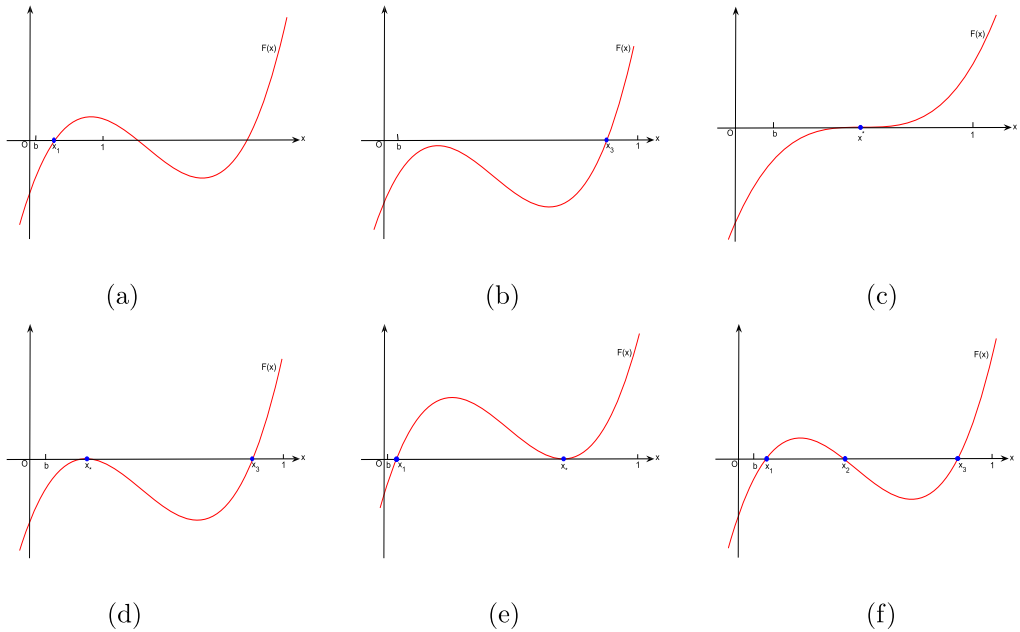 F(x)
O b x₁ 1 x
(a)
F(x)
O b x₃ 1 x
(b)
F(x)
O b x* 1 x
(c)
F(x)
O b x* x₃ 1 x
(d)
F(x)
O b x₁ x* 1 x
(e)
F(x)
O b x₁ x₂ x₃ 1 x
(f)